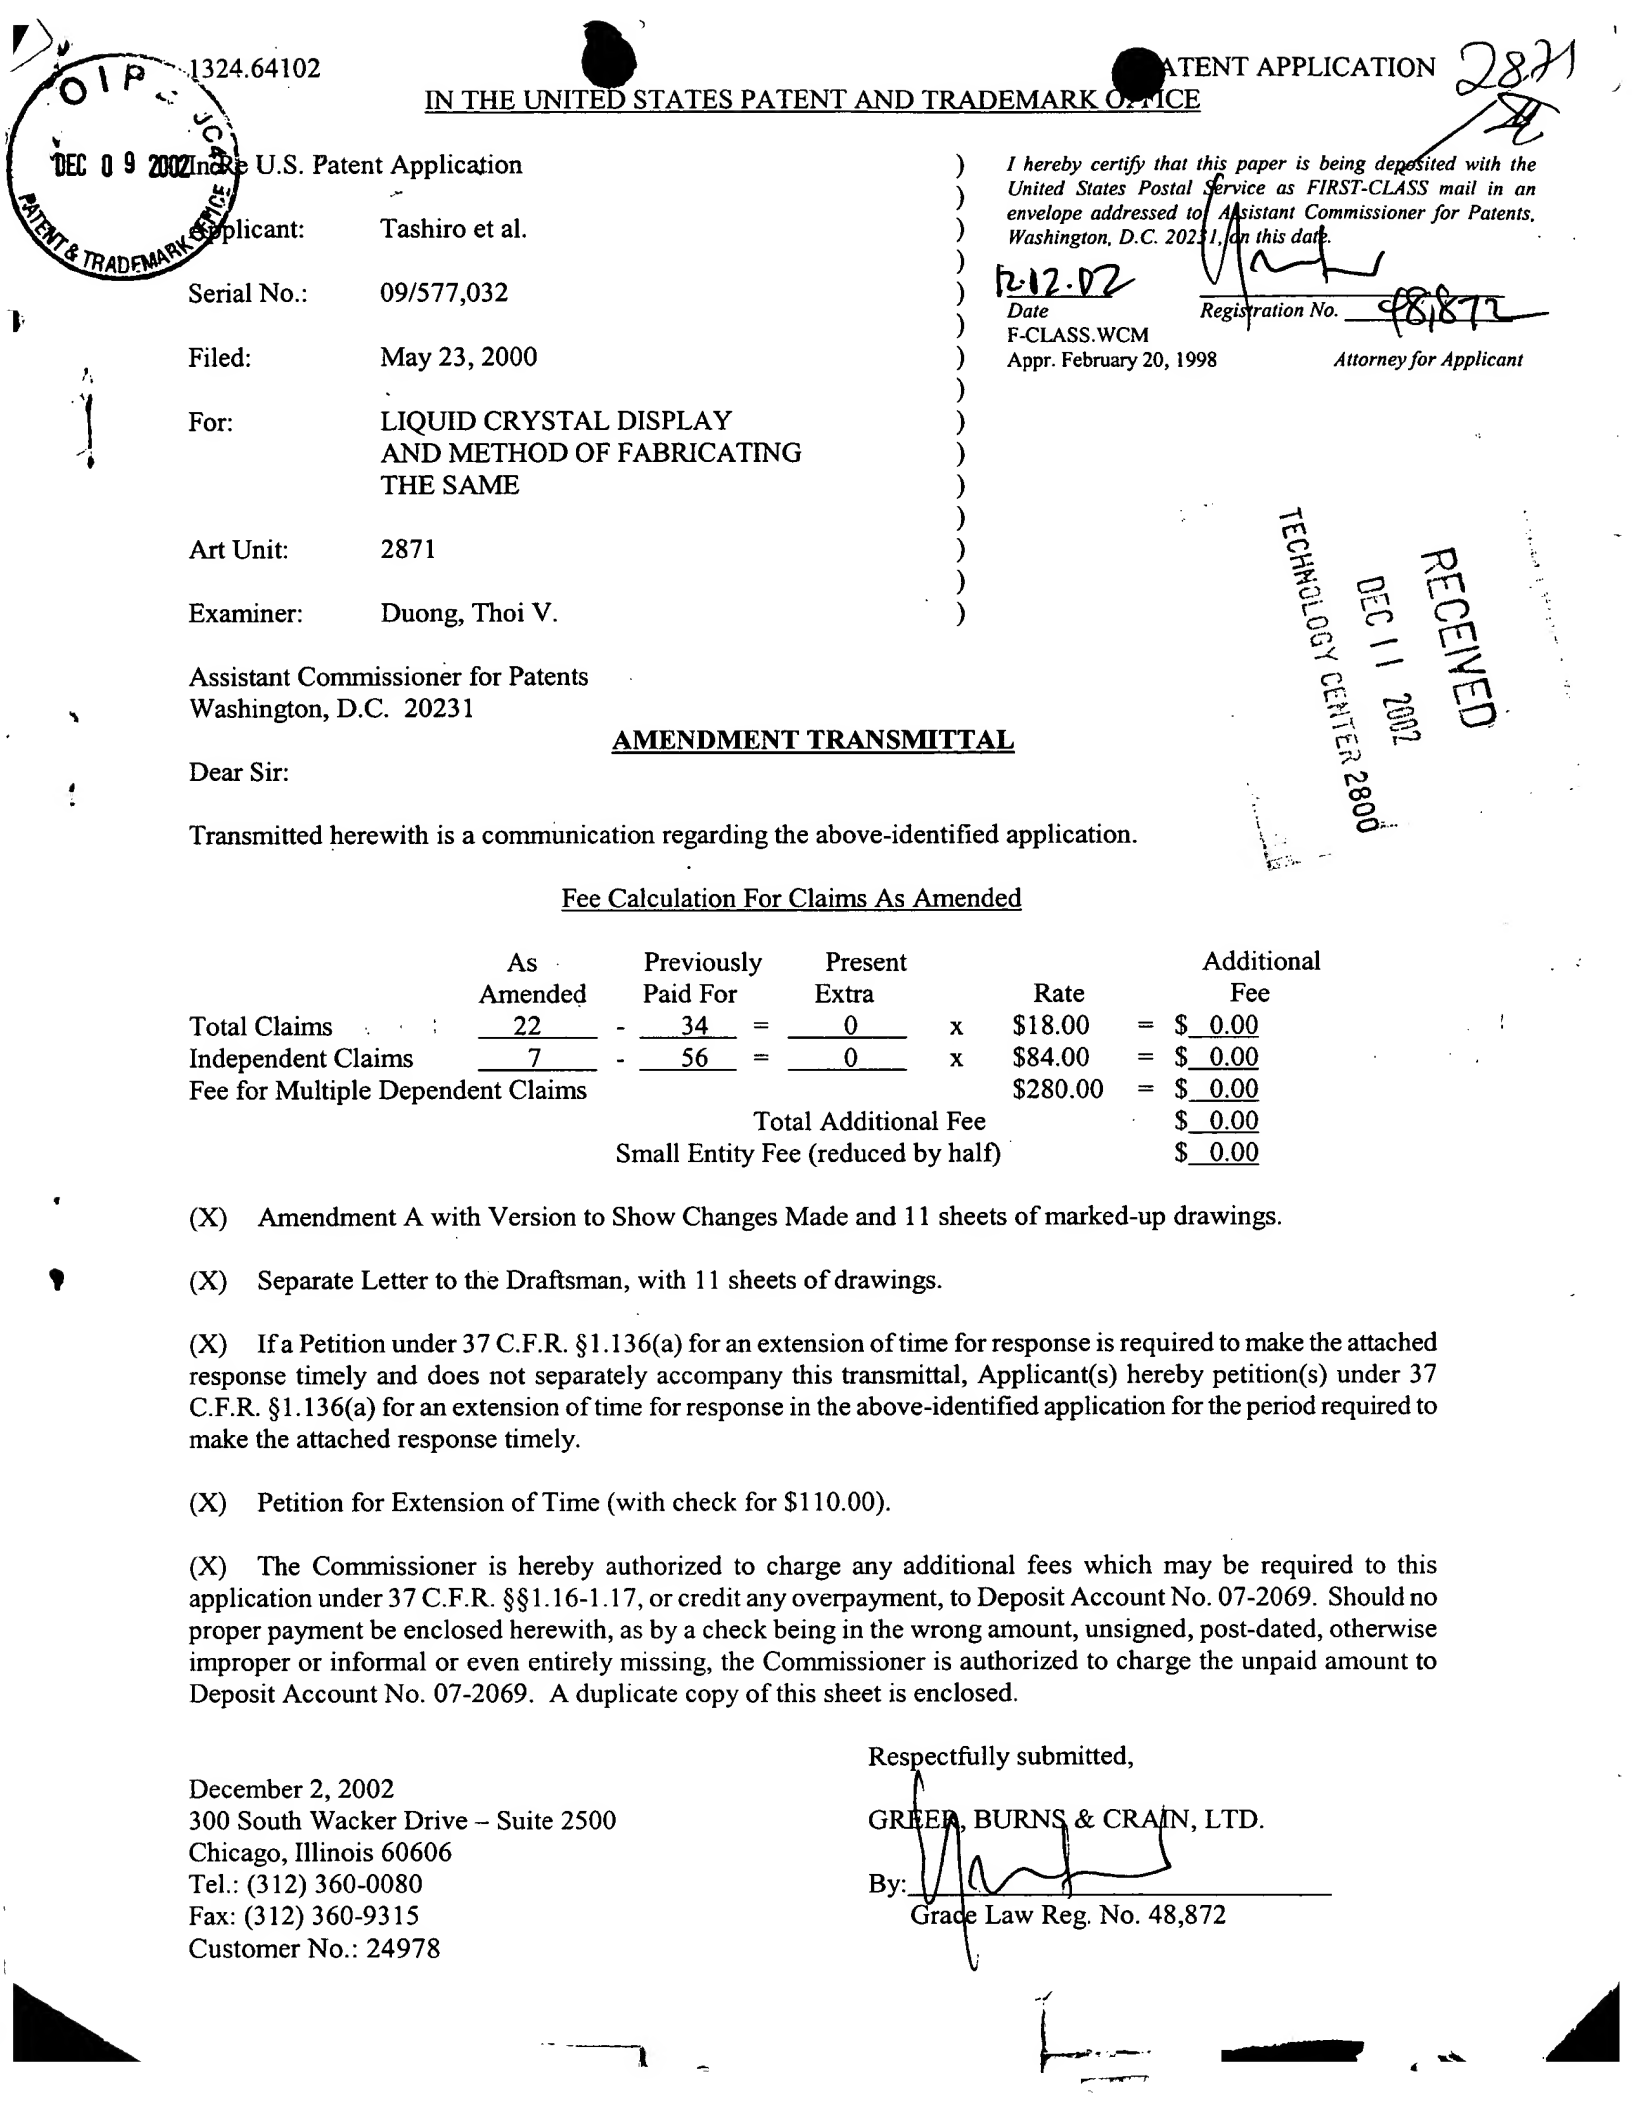 1324.64102
ATENT APPLICATION
2871
IN THE UNITED STATES PATENT AND TRADEMARK OFFICE
OIP
JC4
DEC 09 2002
PATENT & TRADEMARK OFFICE
In Re U.S. Patent Application
Applicant: Tashiro et al.
Serial No.: 09/577,032
Filed: May 23, 2000
For: LIQUID CRYSTAL DISPLAY
AND METHOD OF FABRICATING
THE SAME
Art Unit: 2871
Examiner: Duong, Thoi V.
I hereby certify that this paper is being deposited with the
United States Postal Service as FIRST-CLASS mail in an
envelope addressed to Assistant Commissioner for Patents,
Washington, D.C. 20231, on this date.
12.12.02
Date
Registration No. 48,872
F-CLASS.WCM
Appr. February 20, 1998
Attorney for Applicant
RECEIVED
DEC 11 2002
TECHNOLOGY CENTER 2800
Assistant Commissioner for Patents
Washington, D.C. 20231
AMENDMENT TRANSMITTAL
Dear Sir:
Transmitted herewith is a communication regarding the above-identified application.
Fee Calculation For Claims As Amended
As Previously Present Additional
Amended Paid For Extra Rate Fee
Total Claims 22 - 34 = 0 x $18.00 = $ 0.00
Independent Claims 7 - 56 = 0 x $84.00 = $ 0.00
Fee for Multiple Dependent Claims $280.00 = $ 0.00
Total Additional Fee $ 0.00
Small Entity Fee (reduced by half) $ 0.00
(X) Amendment A with Version to Show Changes Made and 11 sheets of marked-up drawings.
(X) Separate Letter to the Draftsman, with 11 sheets of drawings.
(X) If a Petition under 37 C.F.R. §1.136(a) for an extension of time for response is required to make the attached
response timely and does not separately accompany this transmittal, Applicant(s) hereby petition(s) under 37
C.F.R. §1.136(a) for an extension of time for response in the above-identified application for the period required to
make the attached response timely.
(X) Petition for Extension of Time (with check for $110.00).
(X) The Commissioner is hereby authorized to charge any additional fees which may be required to this
application under 37 C.F.R. §§1.16-1.17, or credit any overpayment, to Deposit Account No. 07-2069. Should no
proper payment be enclosed herewith, as by a check being in the wrong amount, unsigned, post-dated, otherwise
improper or informal or even entirely missing, the Commissioner is authorized to charge the unpaid amount to
Deposit Account No. 07-2069. A duplicate copy of this sheet is enclosed.
Respectfully submitted,
December 2, 2002
300 South Wacker Drive – Suite 2500
Chicago, Illinois 60606
Tel.: (312) 360-0080
Fax: (312) 360-9315
Customer No.: 24978
GREER, BURNS & CRAIN, LTD.
By:
Grace Law Reg. No. 48,872